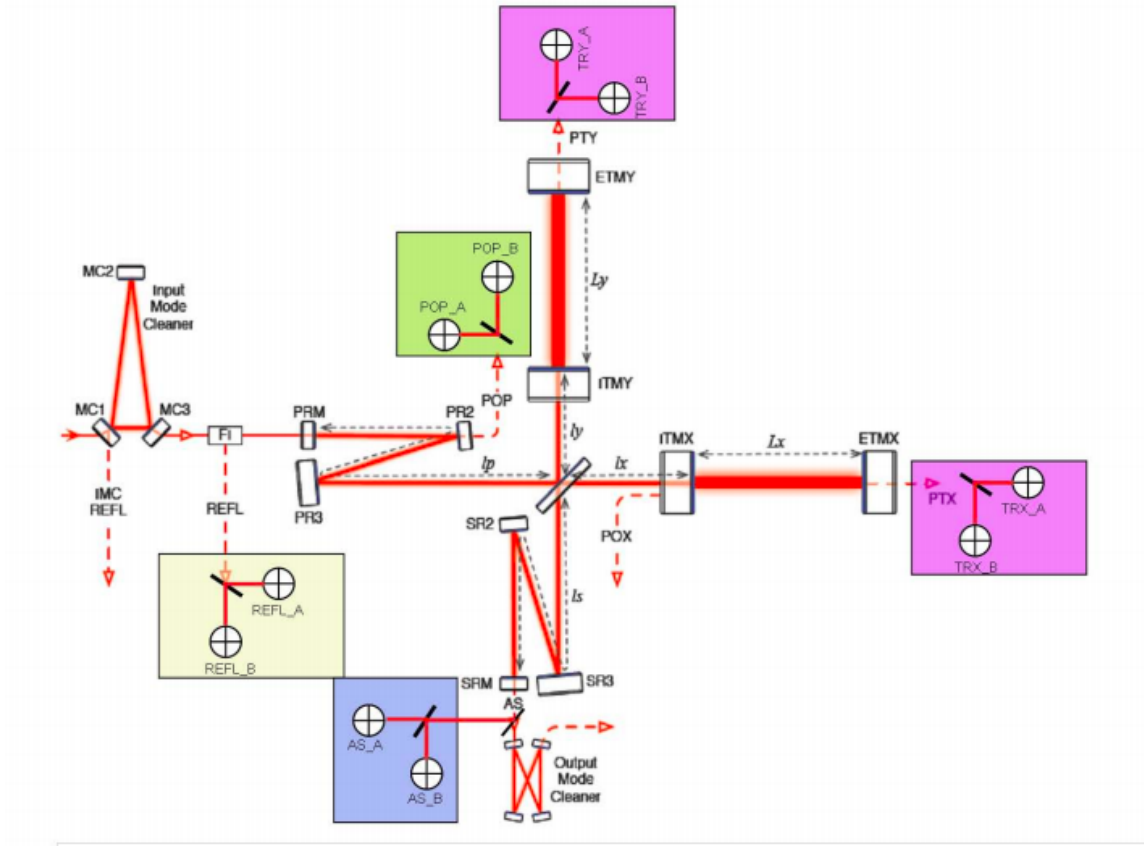 TRY_A
TRY_B
PTY
ETMY
POP_B
POP_A
Ly
MC2
Input
Mode
Cleaner
ITMY
MC1
MC3
PRM
PR2
POP
FI
ly
ITMX
Lx
ETMX
lp
lx
IMC
REFL
REFL
PR3
SR2
POX
PTX
TRX_A
TRX_B
REFL_A
REFL_B
ls
SRM
SR3
AS
AS_A
AS_B
Output
Mode
Cleaner